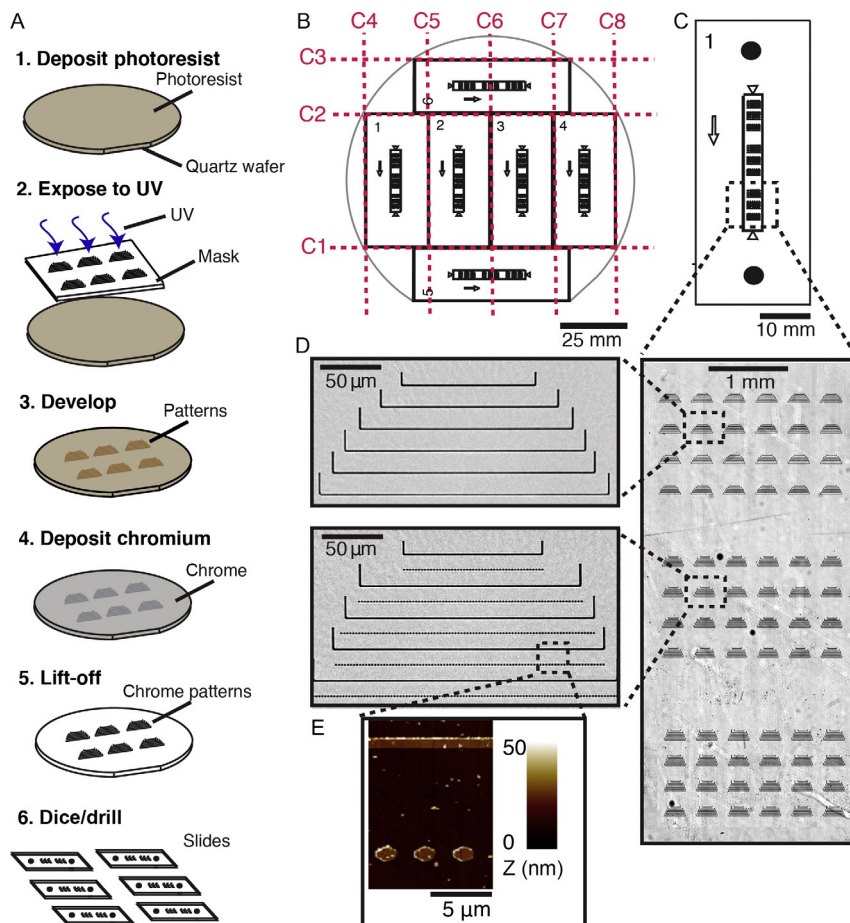 A
1. Deposit photoresist
Photoresist
Quartz wafer
2. Expose to UV
UV
Mask
3. Develop
Patterns
4. Deposit chromium
Chrome
5. Lift-off
Chrome patterns
6. Dice/drill
Slides
B
C4 C5 C6 C7 C8
C3
C2
C1
6
1 2 3 4
5
25 mm
C
1
10 mm
1 mm
D
50 µm
50 µm
E
50
0
Z (nm)
5 µm